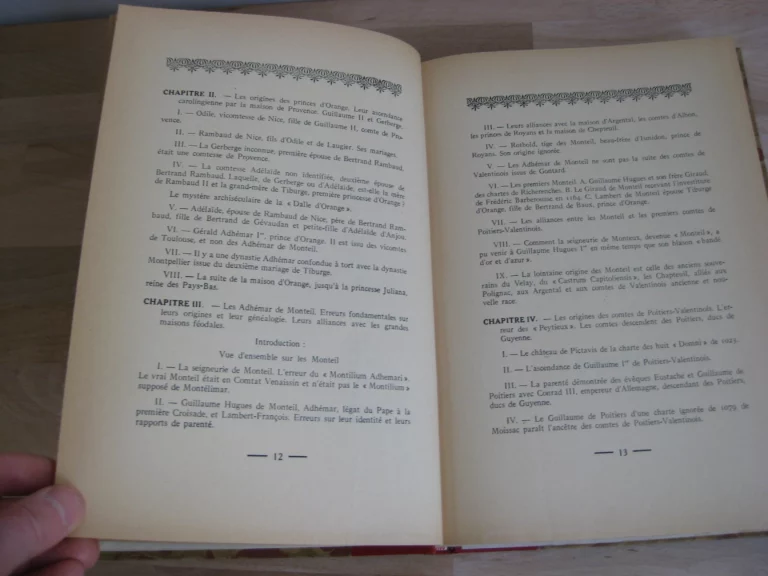 CHAPITRE II. — Les origines des princes d'Orange. Leur ascendance
carolingienne par la maison de Provence. Guillaume II et Gerberge.
I. — Odile, vicomtesse de Nice, fille de Guillaume II, comte de Pro-
vence.
II. — Rambaud de Nice, fils d'Odile et de Laugier. Ses mariages.
III. — La Gerberge inconnue, première épouse de Bertrand Rambaud,
était une comtesse de Provence.
IV. — La comtesse Adélaïde non identifiée, deuxième épouse de
Bertrand Rambaud. Laquelle, de Gerberge ou d'Adélaïde, est-elle la mère
de Rambaud II et la grand-mère de Tiburge, première princesse d'Orange ?
Le mystère archiséculaire de la « Dalle d'Orange ».
V. — Adélaïde, épouse de Rambaud de Nice, père de Bertrand Ram-
baud, fille de Bertrand de Gévaudan et petite-fille d'Adélaïde d'Anjou.
VI. — Gérald Adhémar Ier, prince d'Orange. Il est issu des vicomtes
de Toulouse, et non des Adhémar de Monteil.
VII. — Il y a une dynastie Adhémar confondue à tort avec la dynastie
Montpellier issue du deuxième mariage de Tiburge.
VIII. — La suite de la maison d'Orange, jusqu'à la princesse Juliana,
reine des Pays-Bas.
CHAPITRE III. — Les Adhémar de Monteil. Erreurs fondamentales sur
leurs origines et leur généalogie. Leurs alliances avec les grandes
maisons féodales.
Introduction :
Vue d'ensemble sur les Monteil
I. — La seigneurie de Monteil. L'erreur du « Montilium Adhemari ».
Le vrai Monteil était en Comtat Venaissin et n'était pas le « Montilium »
supposé de Montélimar.
II. — Guillaume Hugues de Monteil, Adhémar, légat du Pape à la
première Croisade, et Lambert-François. Erreurs sur leur identité et leurs
rapports de parenté.
— 12 —
III. — Leurs alliances avec la maison d'Argental, les comtes d'Albon,
les princes de Royans et la maison de Chapteuil.
IV. — Rotbold, tige des Monteil, beau-frère d'Ismidon, prince de
Royans. Son origine ignorée.
V. — Les Adhémar de Monteil ne sont pas la suite des comtes de
Valentinois issus de Gontard.
VI. — Les premiers Monteil. A. Guillaume Hugues et son frère Giraud,
des chartes de Richerenches. B. La Giraud de Monteil recevant l'investiture
de Frédéric Barberousse en 1164. C. Lambert de Monteil époux Tiburge
d'Orange, fille de Bertrand de Baux, prince d'Orange.
VII. — Les alliances entre les Monteil et les premiers comtes de
Poitiers-Valentinois.
VIII. — Comment la seigneurie de Monteux, devenue « Monteil », a
pu venir à Guillaume Hugues Ier en même temps que son blason « bandé
d'or et d'azur ».
IX. — La lointaine origine des Monteil est celle des anciens souve-
rains du Velay, du « Castrum Capitoliensis », les Chapteuil, alliés aux
Polignac, aux Argental et aux comtes de Valentinois ancienne et nou-
velle race.
CHAPITRE IV. — Les origines des comtes de Poitiers-Valentinois. L'er-
reur des « Peytieux ». Les comtes descendent des Poitiers, ducs de
Guyenne.
I. — Le château de Pictavis de la charte des huit « Domni » de
II. — L'ascendance de Guillaume Ier de Poitiers-Valentinois.
III. — La parenté démontrée des évêques Eustache et Guillaume de
Poitiers avec Conrad III, empereur d'Allemagne, descendant des Poitiers,
ducs de Guyenne.
IV. — Le Guillaume de Poitiers d'une charte ignorée de 1079 de
Moissac paraît l'ancêtre des comtes de Poitiers-Valentinois.
— 13 —